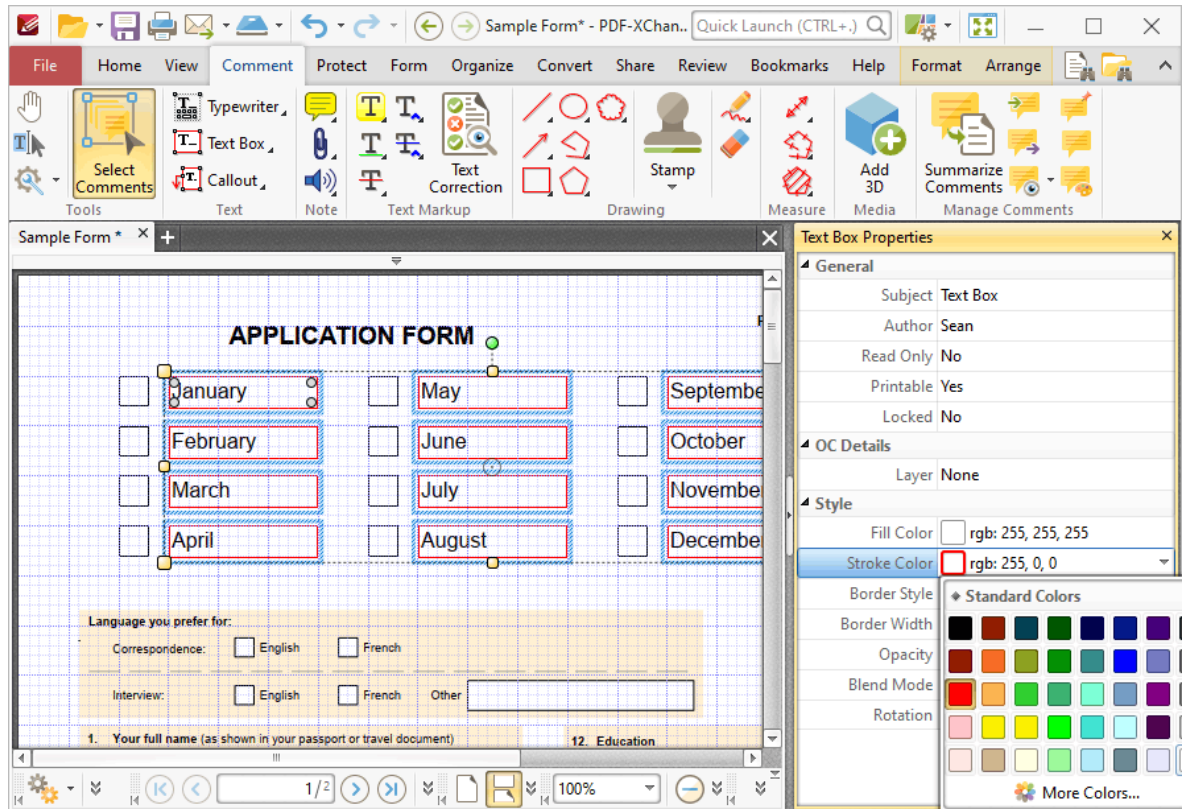 Sample Form* - PDF-XChan.. Quick Launch (CTRL+.)
File Home View Comment Protect Form Organize Convert Share Review Bookmarks Help Format Arrange
Select Comments
Typewriter
Text Box
Callout
Text Correction
Stamp
Add 3D
Summarize Comments
Tools Text Note Text Markup Drawing Measure Media Manage Comments
Sample Form *
Text Box Properties
General
Subject Text Box
Author Sean
Read Only No
Printable Yes
Locked No
OC Details
Layer None
Style
Fill Color rgb: 255, 255, 255
Stroke Color rgb: 255, 0, 0
Border Style
Border Width
Opacity
Blend Mode
Rotation
Standard Colors
More Colors...
APPLICATION FORM
January May Septembe
February June October
March July Novembe
April August Decembe
Language you prefer for:
Correspondence: English French
Interview: English French Other
1. Your full name (as shown in your passport or travel document) 12. Education
1/2 100%